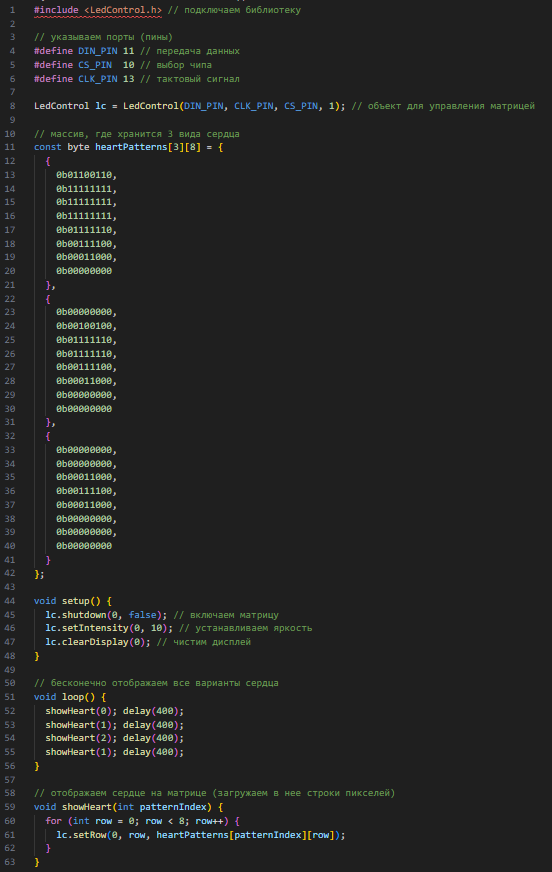 1 #include <LedControl.h> // подключаем библиотеку
2
3 // указываем порты (пины)
4 #define DIN_PIN 11 // передача данных
5 #define CS_PIN  10 // выбор чипа
6 #define CLK_PIN 13 // тактовый сигнал
7
8 LedControl lc = LedControl(DIN_PIN, CLK_PIN, CS_PIN, 1); // объект для управления матрицей
9
10 // массив, где хранится 3 вида сердца
11 const byte heartPatterns[3][8] = {
12   {
13     0b01100110,
14     0b11111111,
15     0b11111111,
16     0b11111111,
17     0b01111110,
18     0b00111100,
19     0b00011000,
20     0b00000000
21   },
22   {
23     0b00000000,
24     0b00100100,
25     0b01111110,
26     0b01111110,
27     0b00111100,
28     0b00011000,
29     0b00000000,
30     0b00000000
31   },
32   {
33     0b00000000,
34     0b00000000,
35     0b00011000,
36     0b00111100,
37     0b00011000,
38     0b00000000,
39     0b00000000,
40     0b00000000
41   }
42 };
43
44 void setup() {
45   lc.shutdown(0, false); // включаем матрицу
46   lc.setIntensity(0, 10); // устанавливаем яркость
47   lc.clearDisplay(0); // чистим дисплей
48 }
49
50 // бесконечно отображаем все варианты сердца
51 void loop() {
52   showHeart(0); delay(400);
53   showHeart(1); delay(400);
54   showHeart(2); delay(400);
55   showHeart(1); delay(400);
56 }
57
58 // отображаем сердце на матрице (загружаем в нее строки пикселей)
59 void showHeart(int patternIndex) {
60   for (int row = 0; row < 8; row++) {
61     lc.setRow(0, row, heartPatterns[patternIndex][row]);
62   }
63 }